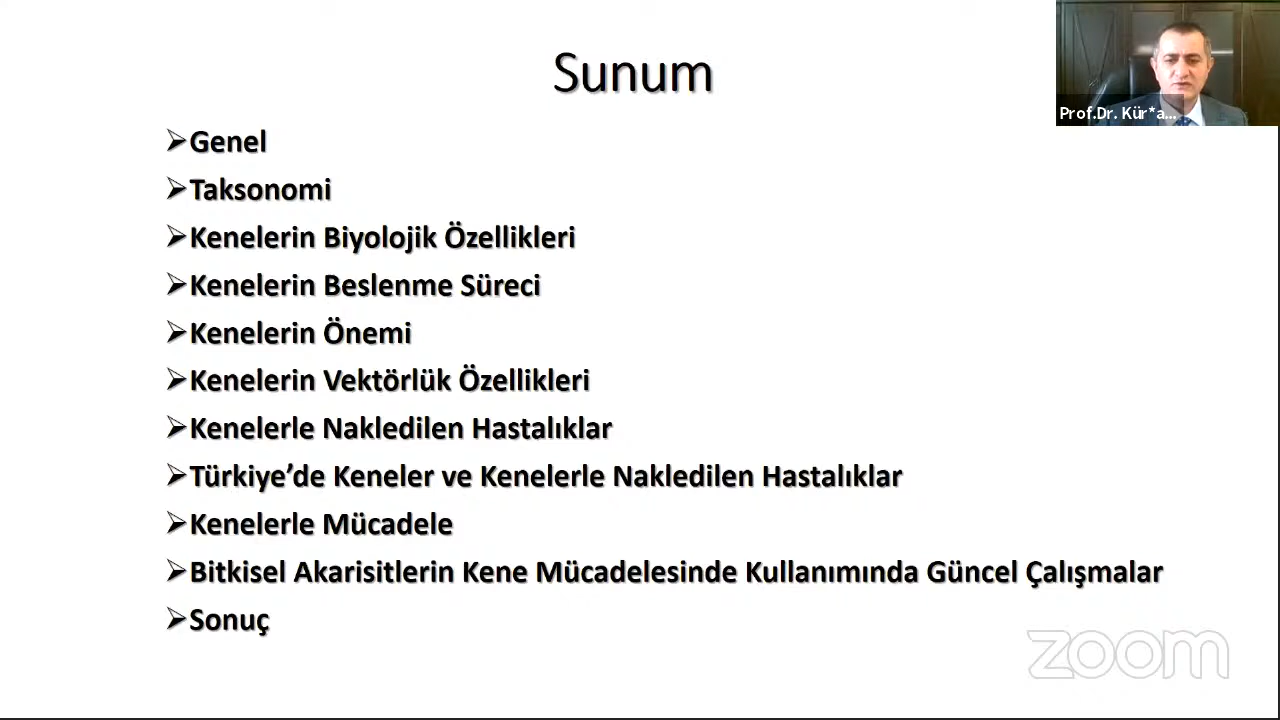 Sunum
Prof.Dr. Kür*a...
➢Genel
➢Taksonomi
➢Kenelerin Biyolojik Özellikleri
➢Kenelerin Beslenme Süreci
➢Kenelerin Önemi
➢Kenelerin Vektörlük Özellikleri
➢Kenelerle Nakledilen Hastalıklar
➢Türkiye’de Keneler ve Kenelerle Nakledilen Hastalıklar
➢Kenelerle Mücadele
➢Bitkisel Akarisitlerin Kene Mücadelesinde Kullanımında Güncel Çalışmalar
➢Sonuç
zoom